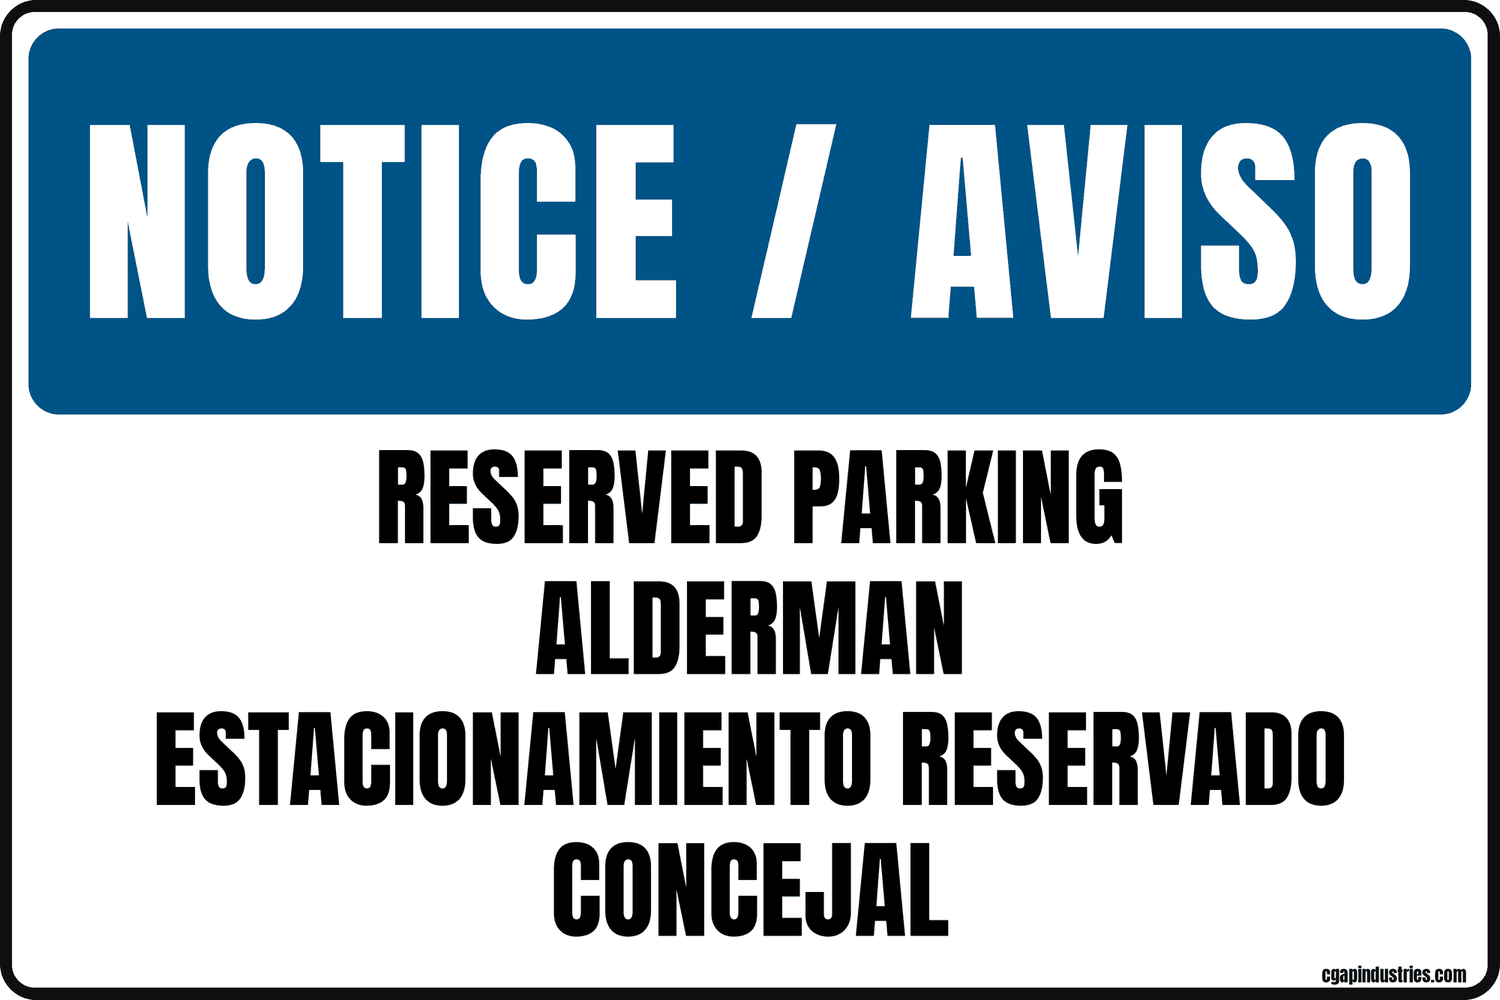 NOTICE / AVISO
RESERVED PARKING
ALDERMAN
ESTACIONAMIENTO RESERVADO
CONCEJAL
cgapindustries.com